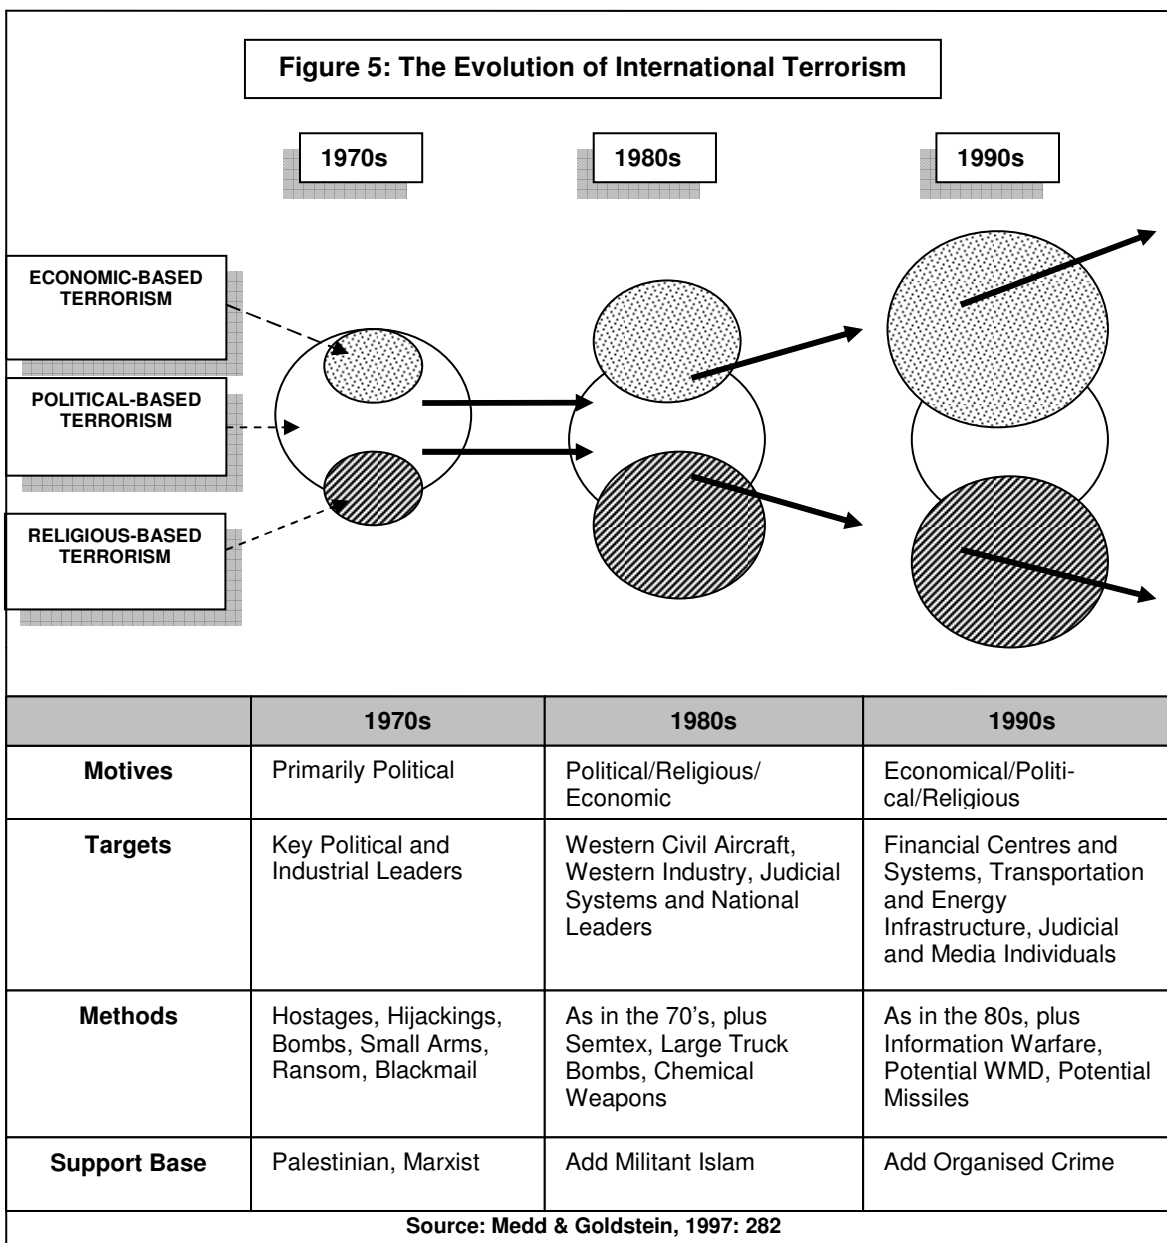 Figure 5: The Evolution of International Terrorism
1970s
1980s
1990s
ECONOMIC-BASED
TERRORISM
POLITICAL-BASED
TERRORISM
RELIGIOUS-BASED
TERRORISM
1970s
1980s
1990s
Motives
Primarily Political
Political/Religious/
Economic
Economical/Politi-
cal/Religious
Targets
Key Political and
Industrial Leaders
Western Civil Aircraft,
Western Industry, Judicial
Systems and National
Leaders
Financial Centres and
Systems, Transportation
and Energy
Infrastructure, Judicial
and Media Individuals
Methods
Hostages, Hijackings,
Bombs, Small Arms,
Ransom, Blackmail
As in the 70’s, plus
Semtex, Large Truck
Bombs, Chemical
Weapons
As in the 80s, plus
Information Warfare,
Potential WMD, Potential
Missiles
Support Base
Palestinian, Marxist
Add Militant Islam
Add Organised Crime
Source: Medd & Goldstein, 1997: 282